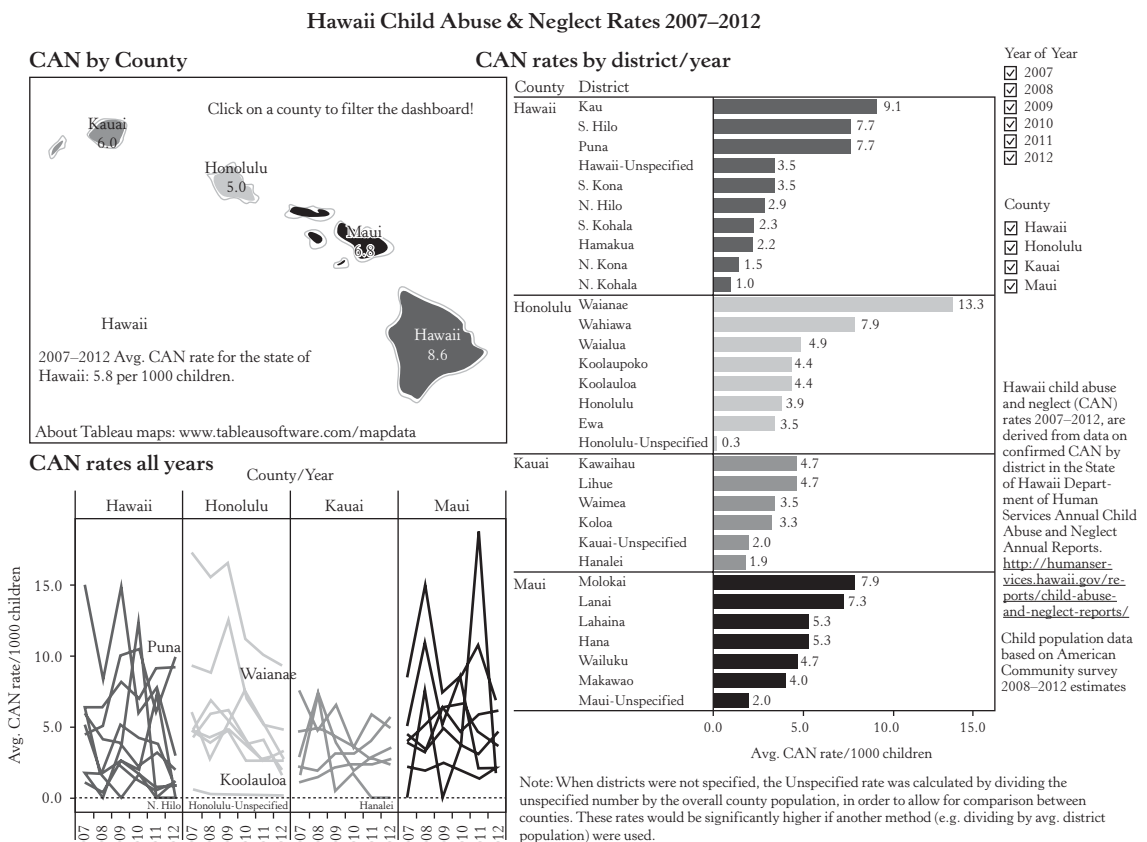 Hawaii Child Abuse & Neglect Rates 2007–2012
CAN by County
Click on a county to filter the dashboard!
Kauai
6.0
Honolulu
5.0
Maui
6.8
Hawaii
8.6
Hawaii
2007–2012 Avg. CAN rate for the state of
Hawaii: 5.8 per 1000 children.
About Tableau maps: www.tableausoftware.com/mapdata
CAN rates by district/year
County District
Hawaii Kau 9.1
S. Hilo 7.7
Puna 7.7
Hawaii-Unspecified 3.5
S. Kona 3.5
N. Hilo 2.9
S. Kohala 2.3
Hamakua 2.2
N. Kona 1.5
N. Kohala 1.0
Honolulu Waianae 13.3
Wahiawa 7.9
Waialua 4.9
Koolaupoko 4.4
Koolauloa 4.4
Honolulu 3.9
Ewa 3.5
Honolulu-Unspecified 0.3
Kauai Kawaihau 4.7
Lihue 4.7
Waimea 3.5
Koloa 3.3
Kauai-Unspecified 2.0
Hanalei 1.9
Maui Molokai 7.9
Lanai 7.3
Lahaina 5.3
Hana 5.3
Wailuku 4.7
Makawao 4.0
Maui-Unspecified 2.0
0.0 5.0 10.0 15.0
Avg. CAN rate/1000 children
Year of Year
2007
2008
2009
2010
2011
2012
County
Hawaii
Honolulu
Kauai
Maui
Hawaii child abuse
and neglect (CAN)
rates 2007–2012, are
derived from data on
confirmed CAN by
district in the State
of Hawaii Depart-
ment of Human
Services Annual Child
Abuse and Neglect
Annual Reports.
http://humanser-
vices.hawaii.gov/re-
ports/child-abuse-
and-neglect-reports/
Child population data
based on American
Community survey
2008–2012 estimates
CAN rates all years
County/Year
Hawaii Honolulu Kauai Maui
Avg. CAN rate/1000 children
15.0
10.0
5.0
0.0
Puna
Waianae
Koolauloa
N. Hilo
Honolulu-Unspecified
Hanalei
07 08 09 10 11 12 07 08 09 10 11 12 07 08 09 10 11 12 07 08 09 10 11 12
Note: When districts were not specified, the Unspecified rate was calculated by dividing the
unspecified number by the overall county population, in order to allow for comparison between
counties. These rates would be significantly higher if another method (e.g. dividing by avg. district
population) were used.